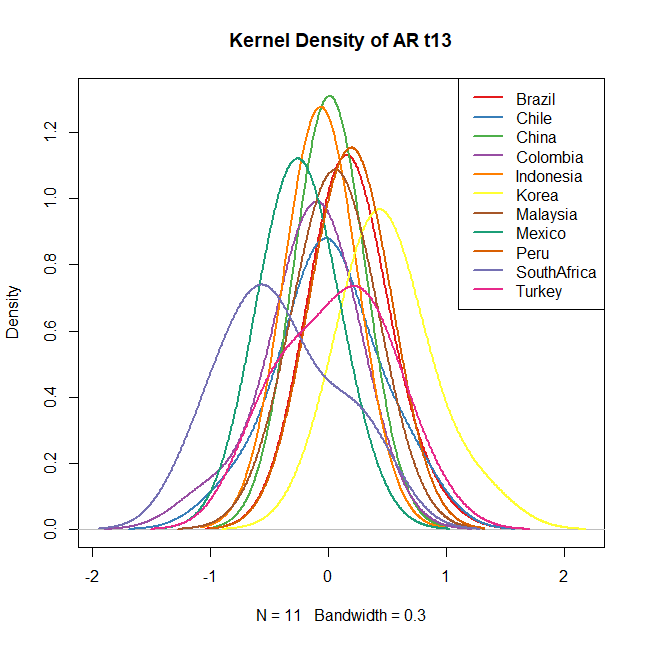 Kernel Density of AR t13
Density
0.0 0.2 0.4 0.6 0.8 1.0 1.2
Brazil
Chile
China
Colombia
Indonesia
Korea
Malaysia
Mexico
Peru
SouthAfrica
Turkey
-2 -1 0 1 2
N = 11 Bandwidth = 0.3